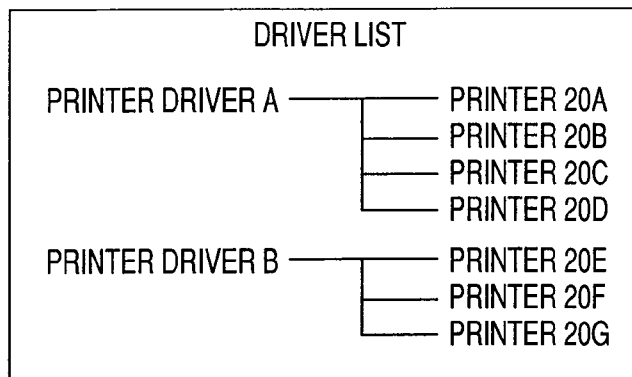 DRIVER LIST
PRINTER DRIVER A PRINTER 20A
PRINTER 20B
PRINTER 20C
PRINTER 20D
PRINTER DRIVER B PRINTER 20E
PRINTER 20F
PRINTER 20G